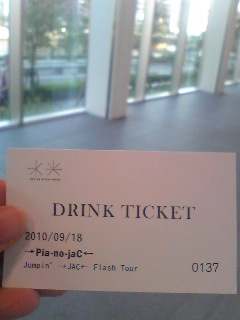 DRINK TICKET
2010/09/18
→Pia-no-jaC←
Jumpin' →JAC← Flash Tour
0137